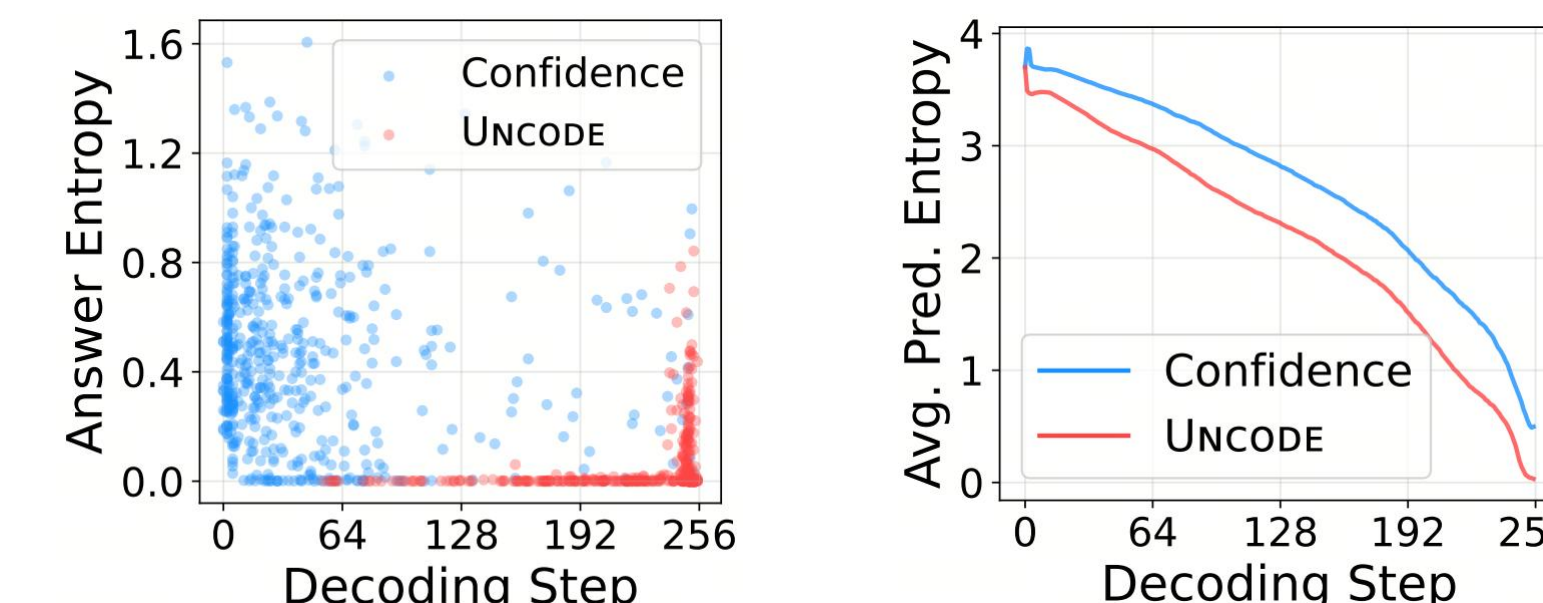 Answer Entropy
1.6
1.2
0.8
0.4
0.0
0
64
128
192
256
Decoding Step
Confidence
UNCODE
Avg. Pred. Entropy
4
3
2
1
0
0
64
128
192
25
Decoding Step
Confidence
UNCODE